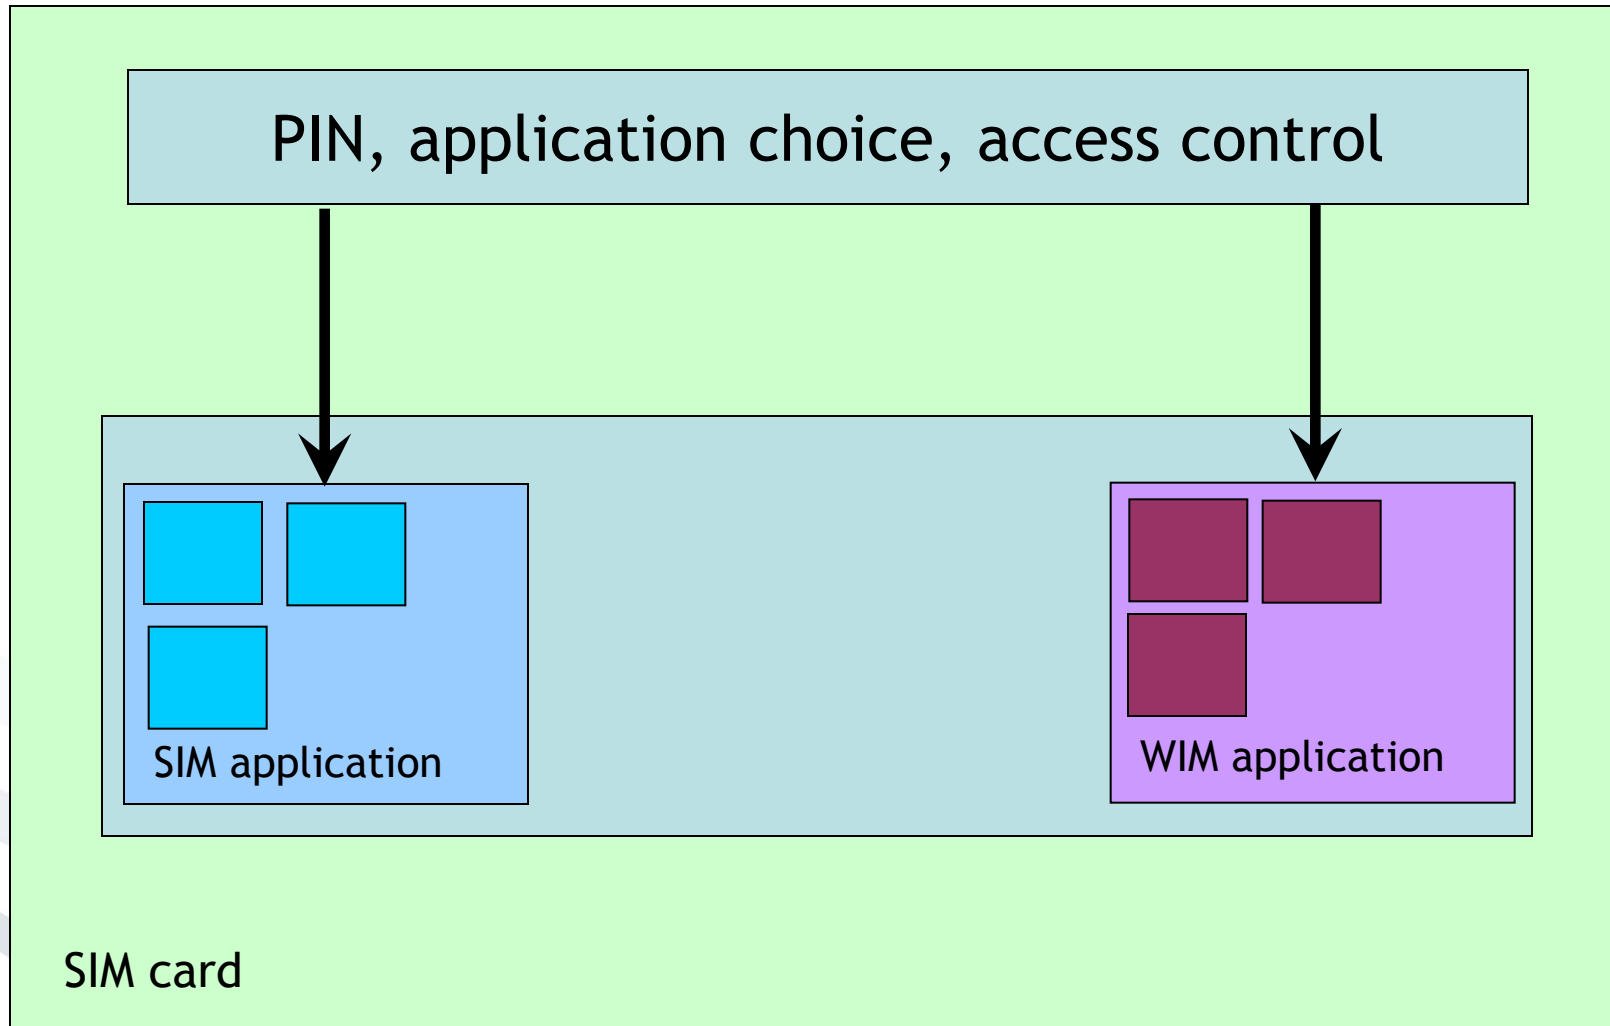 PIN, application choice, access control
SIM application
WIM application
SIM card